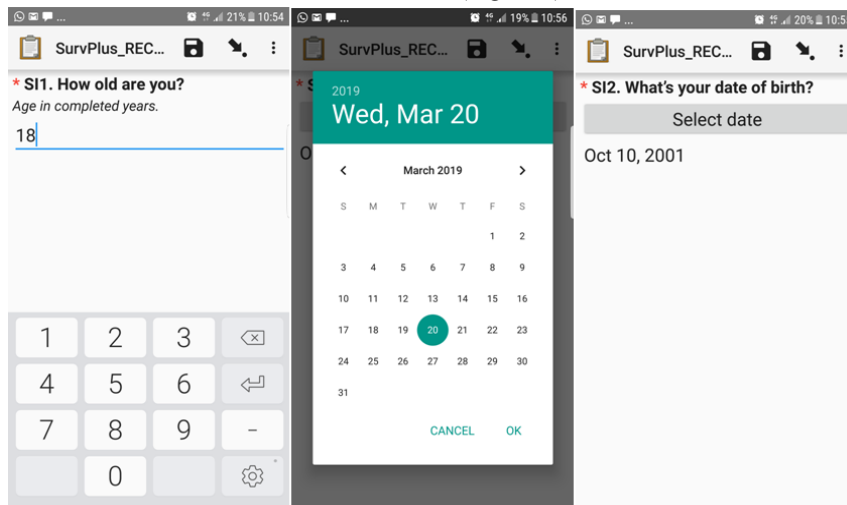 ... 21% 10:54
SurvPlus_REC...
* SI1. How old are you?
Age in completed years.
18
1 2 3
4 5 6
7 8 9 -
0
... 19% 10:56
SurvPlus_REC...
* S
O
2019
Wed, Mar 20
March 2019
S M T W T F S
1 2
3 4 5 6 7 8 9
10 11 12 13 14 15 16
17 18 19 20 21 22 23
24 25 26 27 28 29 30
31
CANCEL OK
... 20% 10:5
SurvPlus_REC...
* SI2. What's your date of birth?
Select date
Oct 10, 2001